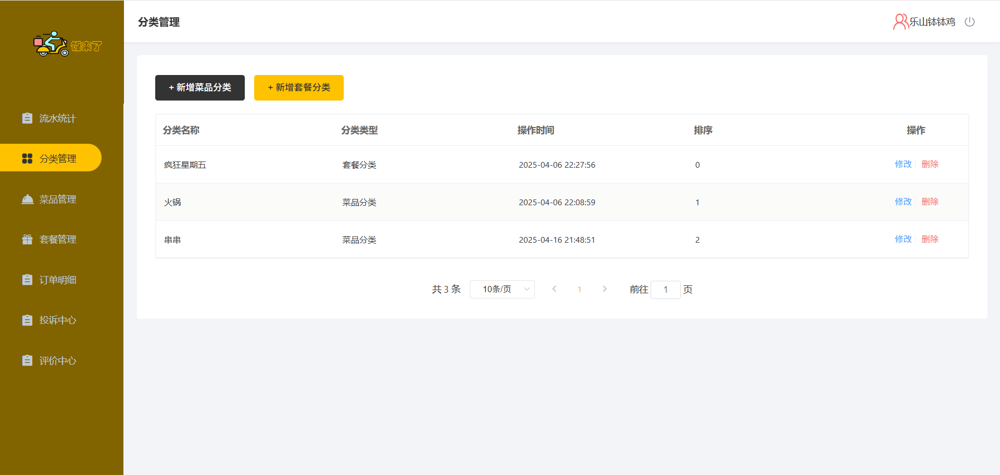 饭来了
流水统计
分类管理
菜品管理
套餐管理
订单明细
投诉中心
评价中心
分类管理
乐山钵钵鸡
+ 新增菜品分类 + 新增套餐分类
分类名称 分类类型 操作时间 排序 操作
疯狂星期五 套餐分类 2025-04-06 22:27:56 0 修改 删除
火锅 菜品分类 2025-04-06 22:08:59 1 修改 删除
串串 菜品分类 2025-04-16 21:48:51 2 修改 删除
共 3 条 10条/页 1 前往 1 页